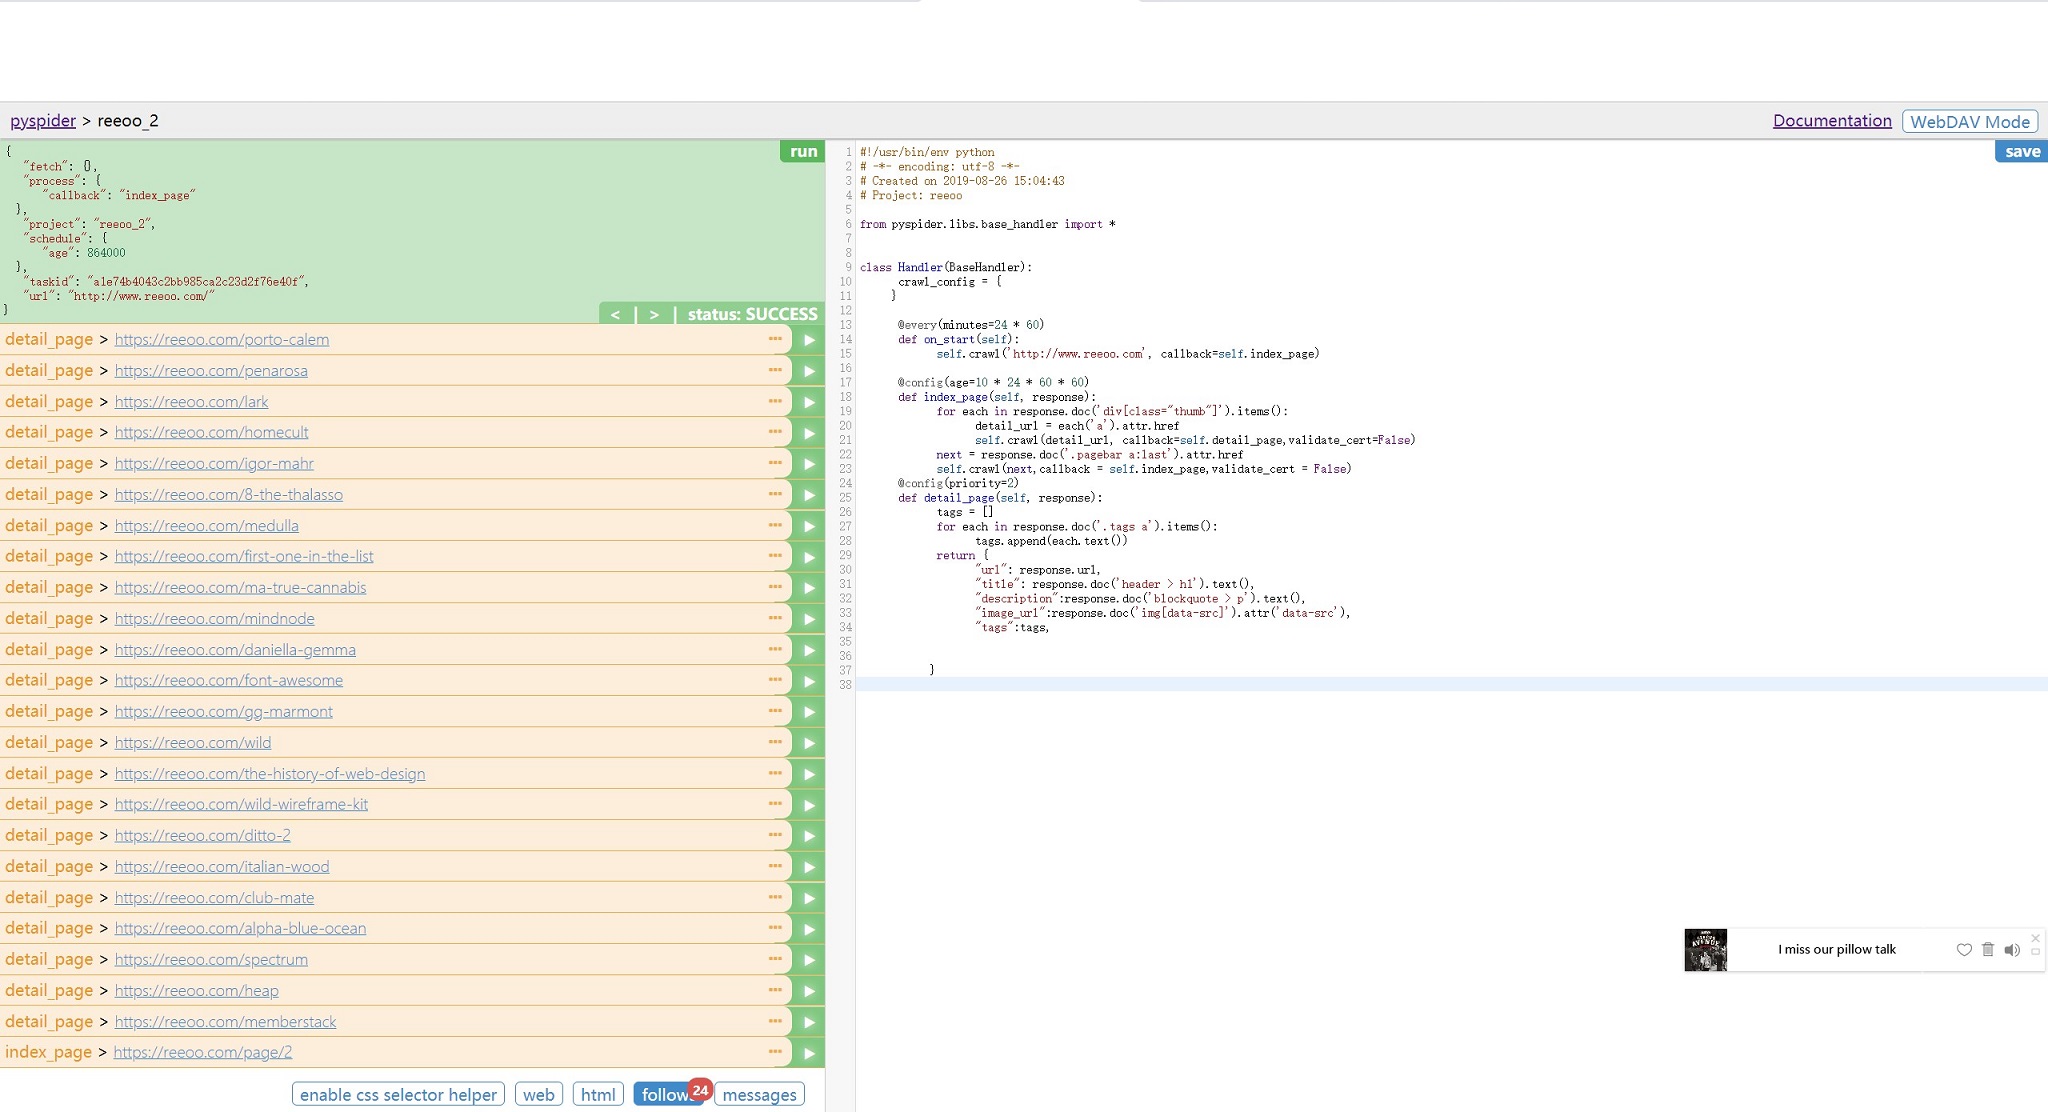 pyspider > reeoo_2
Documentation
WebDAV Mode
{
"fetch": {},
"process": {
"callback": "index_page"
},
"project": "reeoo_2",
"schedule": {
"age": 864000
},
"taskid": "a1e74b4043c2bb985ca2c23d2f76e40f",
"url": "http://www.reeoo.com/"
}
run
< | > | status: SUCCESS
detail_page > https://reeoo.com/porto-calem
detail_page > https://reeoo.com/penarosa
detail_page > https://reeoo.com/lark
detail_page > https://reeoo.com/homecult
detail_page > https://reeoo.com/igor-mahr
detail_page > https://reeoo.com/8-the-thalasso
detail_page > https://reeoo.com/medulla
detail_page > https://reeoo.com/first-one-in-the-list
detail_page > https://reeoo.com/ma-true-cannabis
detail_page > https://reeoo.com/mindnode
detail_page > https://reeoo.com/daniella-gemma
detail_page > https://reeoo.com/font-awesome
detail_page > https://reeoo.com/gg-marmont
detail_page > https://reeoo.com/wild
detail_page > https://reeoo.com/the-history-of-web-design
detail_page > https://reeoo.com/wild-wireframe-kit
detail_page > https://reeoo.com/ditto-2
detail_page > https://reeoo.com/italian-wood
detail_page > https://reeoo.com/club-mate
detail_page > https://reeoo.com/alpha-blue-ocean
detail_page > https://reeoo.com/spectrum
detail_page > https://reeoo.com/heap
detail_page > https://reeoo.com/memberstack
index_page > https://reeoo.com/page/2
enable css selector helper
web
html
follows 24
messages
save
1 #!/usr/bin/env python
2 # -*- encoding: utf-8 -*-
3 # Created on 2019-08-26 15:04:43
4 # Project: reeoo
5
6 from pyspider.libs.base_handler import *
7
8
9 class Handler(BaseHandler):
10 crawl_config = {
11 }
12
13 @every(minutes=24 * 60)
14 def on_start(self):
15 self.crawl('http://www.reeoo.com', callback=self.index_page)
16
17 @config(age=10 * 24 * 60 * 60)
18 def index_page(self, response):
19 for each in response.doc('div[class="thumb"]').items():
20 detail_url = each('a').attr.href
21 self.crawl(detail_url, callback=self.detail_page,validate_cert=False)
22 next = response.doc('.pagebar a:last').attr.href
23 self.crawl(next,callback = self.index_page,validate_cert = False)
24 @config(priority=2)
25 def detail_page(self, response):
26 tags = []
27 for each in response.doc('.tags a').items():
28 tags.append(each.text())
29 return {
30 "url": response.url,
31 "title": response.doc('header > h1').text(),
32 "description":response.doc('blockquote > p').text(),
33 "image_url":response.doc('img[data-src]').attr('data-src'),
34 "tags":tags,
35
36
37 }
38
AVENUE
I miss our pillow talk